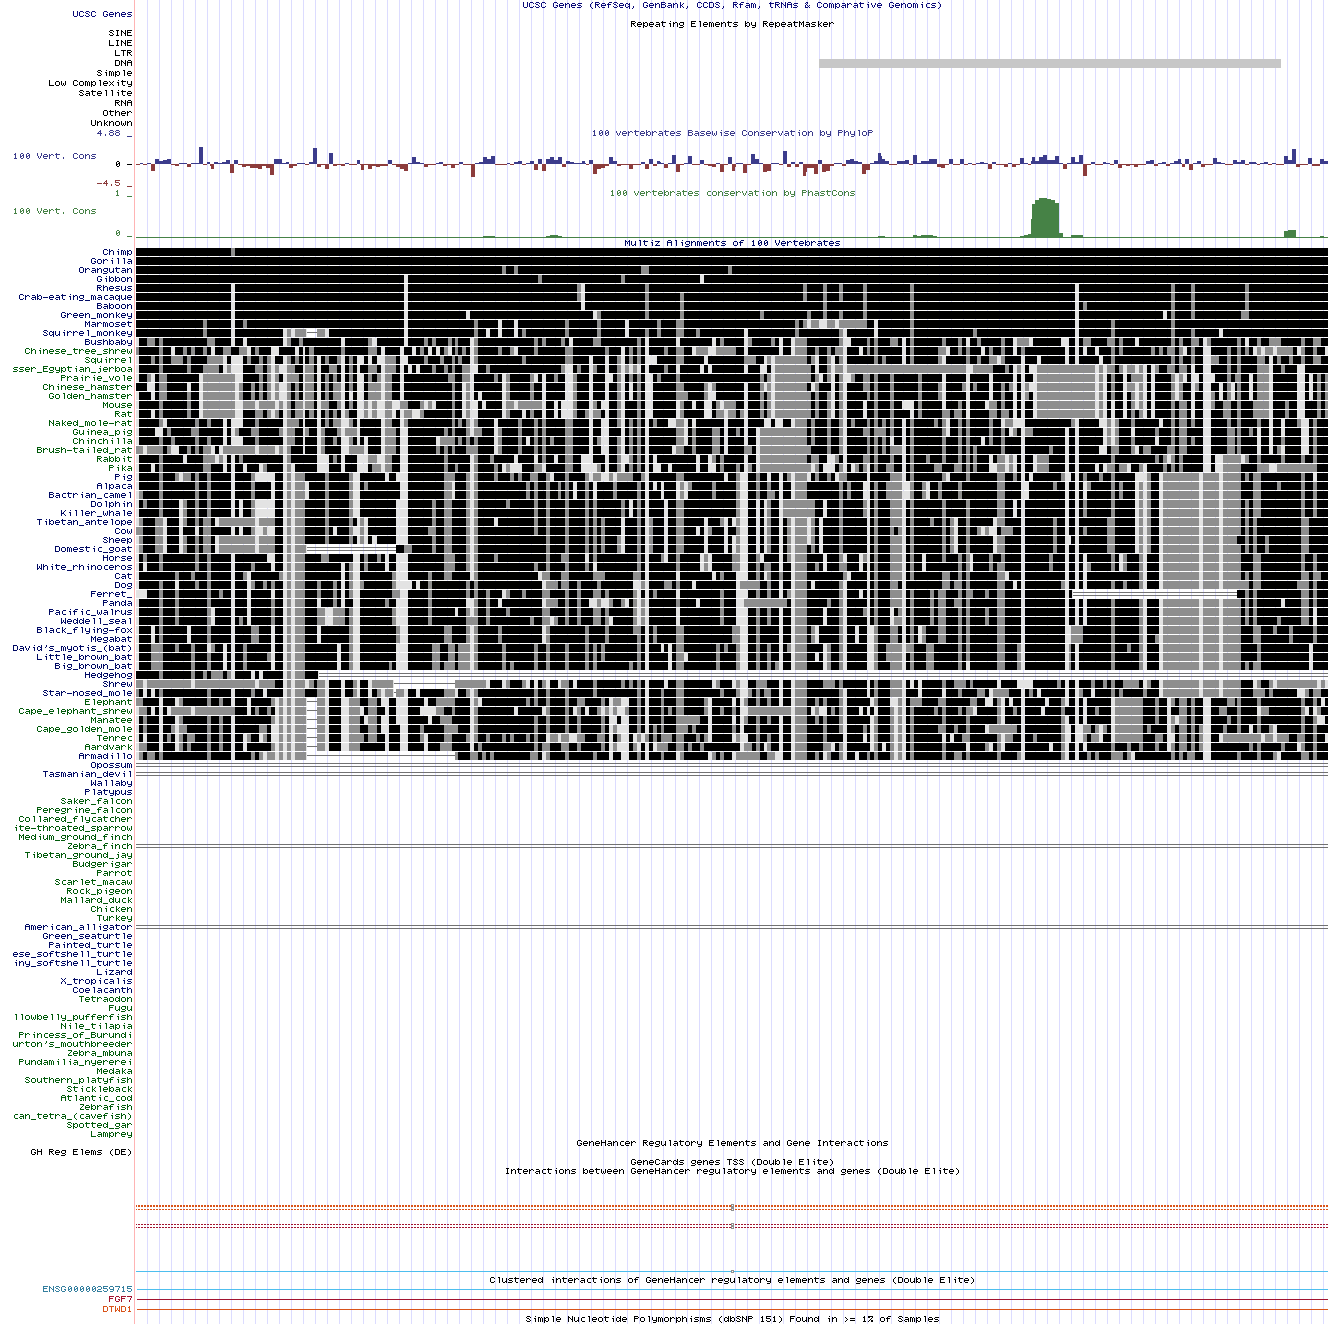 UCSC Genes (RefSeq, GenBank, CCDS, Rfam, tRNAs & Comparative Genomics)
UCSC Genes
Repeating Elements by RepeatMasker
SINE
LINE
LTR
DNA
Simple
Low Complexity
Satellite
RNA
Other
Unknown
4.88 _
100 vertebrates Basewise Conservation by PhyloP
100 Vert. Cons
0 _
-4.5 _
100 vertebrates conservation by PhastCons
1 _
100 Vert. Cons
0 _
Multiz Alignments of 100 Vertebrates
Chimp
Gorilla
Orangutan
Gibbon
Rhesus
Crab-eating_macaque
Baboon
Green_monkey
Marmoset
Squirrel_monkey
Bushbaby
Chinese_tree_shrew
Squirrel
sser_Egyptian_jerboa
Prairie_vole
Chinese_hamster
Golden_hamster
Mouse
Rat
Naked_mole-rat
Guinea_pig
Chinchilla
Brush-tailed_rat
Rabbit
Pika
Pig
Alpaca
Bactrian_camel
Dolphin
Killer_whale
Tibetan_antelope
Cow
Sheep
Domestic_goat
Horse
White_rhinoceros
Cat
Dog
Ferret_
Panda
Pacific_walrus
Weddell_seal
Black_flying-fox
Megabat
David's_myotis_(bat)
Little_brown_bat
Big_brown_bat
Hedgehog
Shrew
Star-nosed_mole
Elephant
Cape_elephant_shrew
Manatee
Cape_golden_mole
Tenrec
Aardvark
Armadillo
Opossum
Tasmanian_devil
Wallaby
Platypus
Saker_falcon
Peregrine_falcon
Collared_flycatcher
ite-throated_sparrow
Medium_ground_finch
Zebra_finch
Tibetan_ground_jay
Budgerigar
Parrot
Scarlet_macaw
Rock_pigeon
Mallard_duck
Chicken
Turkey
American_alligator
Green_seaturtle
Painted_turtle
ese_softshell_turtle
iny_softshell_turtle
Lizard
X_tropicalis
Coelacanth
Tetraodon
Fugu
llowbelly_pufferfish
Nile_tilapia
Princess_of_Burundi
urton's_mouthbreeder
Zebra_mbuna
Pundamilia_nyererei
Medaka
Southern_platyfish
Stickleback
Atlantic_cod
Zebrafish
can_tetra_(cavefish)
Spotted_gar
Lamprey
GeneHancer Regulatory Elements and Gene Interactions
GH Reg Elems (DE)
GeneCards genes TSS (Double Elite)
Interactions between GeneHancer regulatory elements and genes (Double Elite)
Clustered interactions of GeneHancer regulatory elements and genes (Double Elite)
ENSG00000259715
FGF7
DTWD1
Simple Nucleotide Polymorphisms (dbSNP 151) Found in >= 1% of Samples